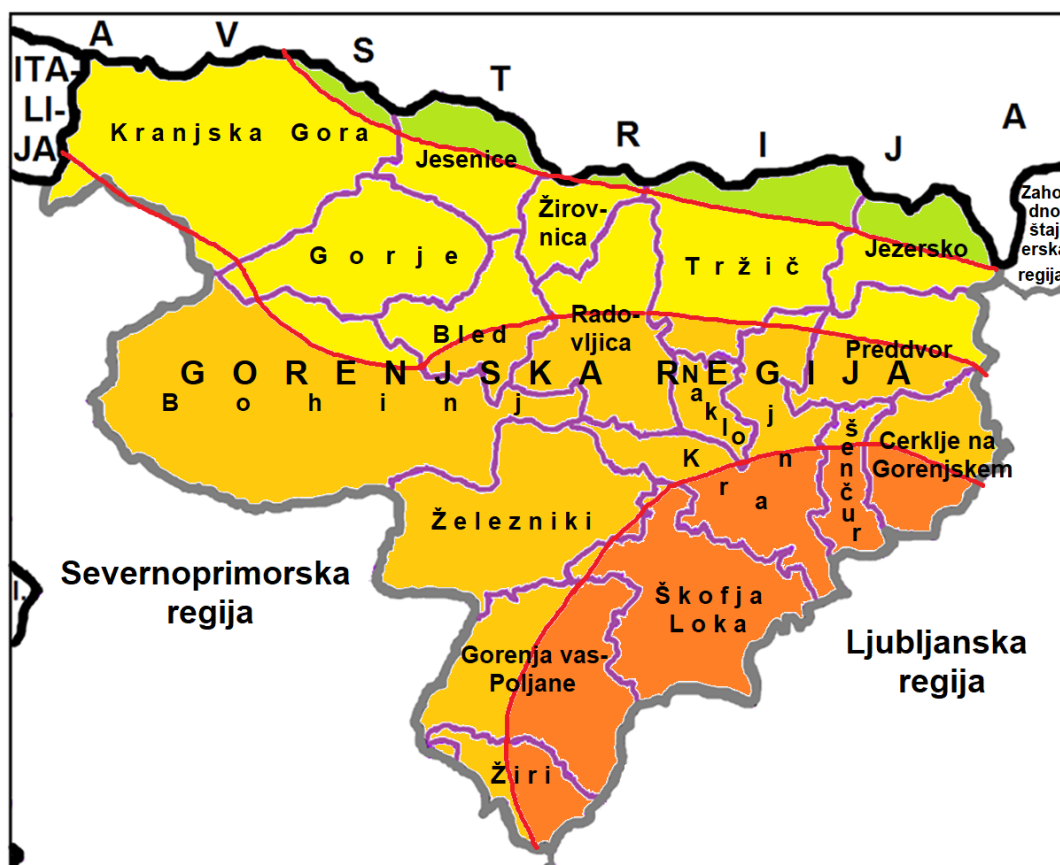 AVSTRIJA
ITA-
LI-
JA
Kranjska Gora
Jesenice
Žirov-
nica
Zaho
dno
štaj
erska
regija
Gorje
Tržič
Jezersko
Bled
Rado-
vljica
Preddvor
GORENJSKA REGIJA
Bohinj
Naklo
Kranj
Šenčur
Cerklje na
Gorenjskem
Železniki
Severnoprimorska
regija
I.
Škofja
Loka
Gorenja vas-
Poljane
Ljubljanska
regija
Žiri